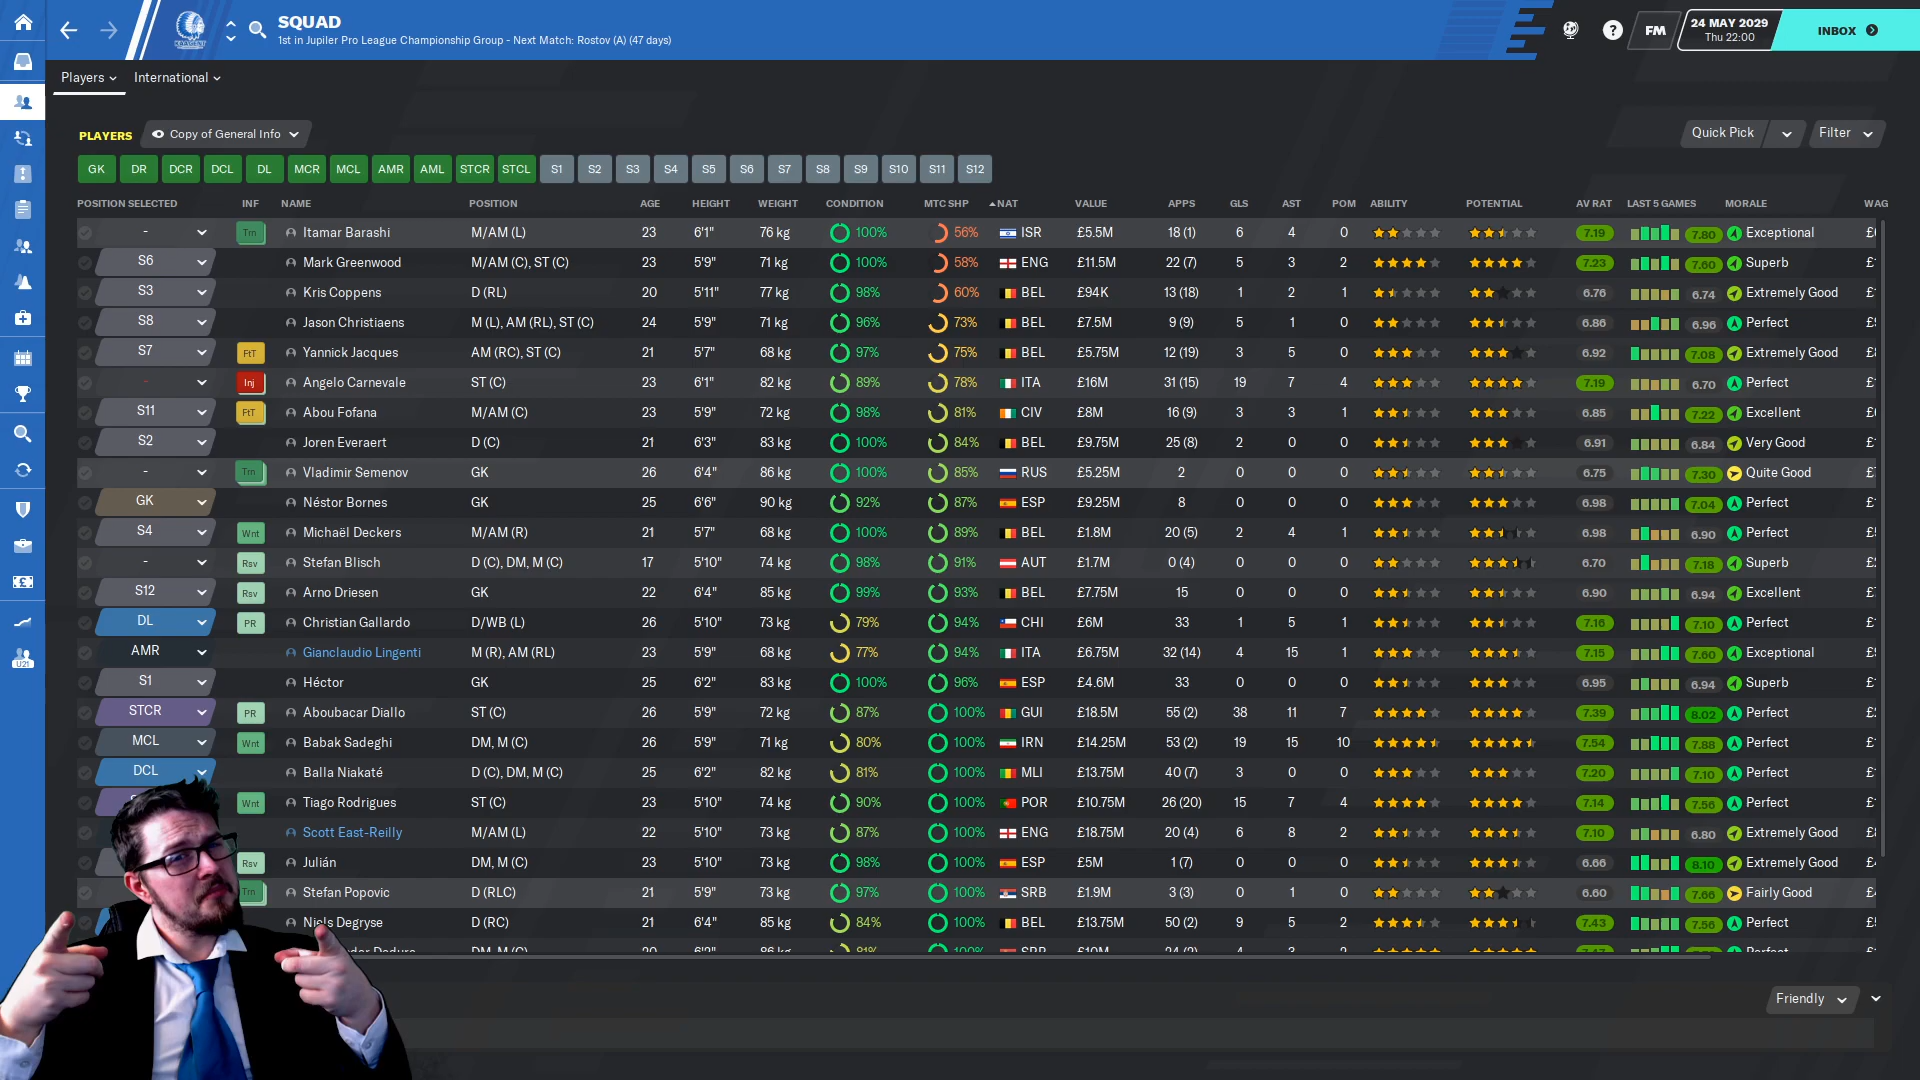 SQUAD
1st in Jupiler Pro League Championship Group - Next Match: Rostov (A) (47 days)
FM
24 MAY 2029
Thu 22:00
INBOX
Players International
PLAYERS Copy of General Info Quick Pick Filter
GK DR DCR DCL DL MCR MCL AMR AML STCR STCL S1 S2 S3 S4 S5 S6 S7 S8 S9 S10 S11 S12
POSITION SELECTED INF NAME POSITION AGE HEIGHT WEIGHT CONDITION MTC SHP NAT VALUE APPS GLS AST POM ABILITY POTENTIAL AV RAT LAST 5 GAMES MORALE WAG
- Trn Itamar Barashi M/AM (L) 23 6'1" 76 kg 100% 56% ISR £5.5M 18 (1) 6 4 0 7.19 7.80 Exceptional
S6 Mark Greenwood M/AM (C), ST (C) 23 5'9" 71 kg 100% 58% ENG £11.5M 22 (7) 5 3 2 7.23 7.60 Superb
S3 Kris Coppens D (RL) 20 5'11" 77 kg 98% 60% BEL £94K 13 (18) 1 2 1 6.76 6.74 Extremely Good
S8 Jason Christiaens M (L), AM (RL), ST (C) 24 5'9" 71 kg 96% 73% BEL £7.5M 9 (9) 5 1 0 6.86 6.96 Perfect
S7 FtT Yannick Jacques AM (RC), ST (C) 21 5'7" 68 kg 97% 75% BEL £5.75M 12 (19) 3 5 0 6.92 7.08 Extremely Good
- Inj Angelo Carnevale ST (C) 23 6'1" 82 kg 89% 78% ITA £16M 31 (15) 19 7 4 7.19 6.70 Perfect
S11 FtT Abou Fofana M/AM (C) 23 5'9" 72 kg 98% 81% CIV £8M 16 (9) 3 3 1 6.85 7.22 Excellent
S2 Joren Everaert D (C) 21 6'3" 83 kg 100% 84% BEL £9.75M 25 (8) 2 0 0 6.91 6.84 Very Good
- Trn Vladimir Semenov GK 26 6'4" 86 kg 100% 85% RUS £5.25M 2 0 0 0 6.75 7.30 Quite Good
GK Néstor Bornes GK 25 6'6" 90 kg 92% 87% ESP £9.25M 8 0 0 0 6.98 7.04 Perfect
S4 Wnt Michaël Deckers M/AM (R) 21 5'7" 68 kg 100% 89% BEL £1.8M 20 (5) 2 4 1 6.98 6.90 Perfect
- Rsv Stefan Blisch D (C), DM, M (C) 17 5'10" 74 kg 98% 91% AUT £1.7M 0 (4) 0 0 0 6.70 7.18 Superb
S12 Rsv Arno Driesen GK 22 6'4" 85 kg 99% 93% BEL £7.75M 15 0 0 0 6.90 6.94 Excellent
DL PR Christian Gallardo D/WB (L) 26 5'10" 73 kg 79% 94% CHI £6M 33 1 5 1 7.16 7.10 Perfect
AMR Gianclaudio Lingenti M (R), AM (RL) 23 5'9" 68 kg 77% 94% ITA £6.75M 32 (14) 4 15 1 7.15 7.60 Exceptional
S1 Héctor GK 25 6'2" 83 kg 100% 96% ESP £4.6M 33 0 0 0 6.95 6.94 Superb
STCR PR Aboubacar Diallo ST (C) 26 5'9" 72 kg 87% 100% GUI £18.5M 55 (2) 38 11 7 7.39 8.02 Perfect
MCL Wnt Babak Sadeghi DM, M (C) 26 5'9" 71 kg 80% 100% IRN £14.25M 53 (2) 19 15 10 7.54 7.88 Perfect
DCL Balla Niakaté D (C), DM, M (C) 25 6'2" 82 kg 81% 100% MLI £13.75M 40 (7) 3 0 0 7.20 7.10 Perfect
Wnt Tiago Rodrigues ST (C) 23 5'10" 74 kg 90% 100% POR £10.75M 26 (20) 15 7 4 7.14 7.56 Perfect
Scott East-Reilly M/AM (L) 22 5'10" 73 kg 87% 100% ENG £18.75M 20 (4) 6 8 2 7.10 6.80 Extremely Good
Rsv Julián DM, M (C) 23 5'10" 73 kg 98% 100% ESP £5M 1 (7) 0 0 0 6.66 8.10 Extremely Good
Trn Stefan Popovic D (RLC) 21 5'9" 73 kg 97% 100% SRB £1.9M 3 (3) 0 1 0 6.60 7.66 Fairly Good
Niels Degryse D (RC) 21 6'4" 85 kg 84% 100% BEL £13.75M 50 (2) 9 5 2 7.43 7.56 Perfect
Friendly
U21